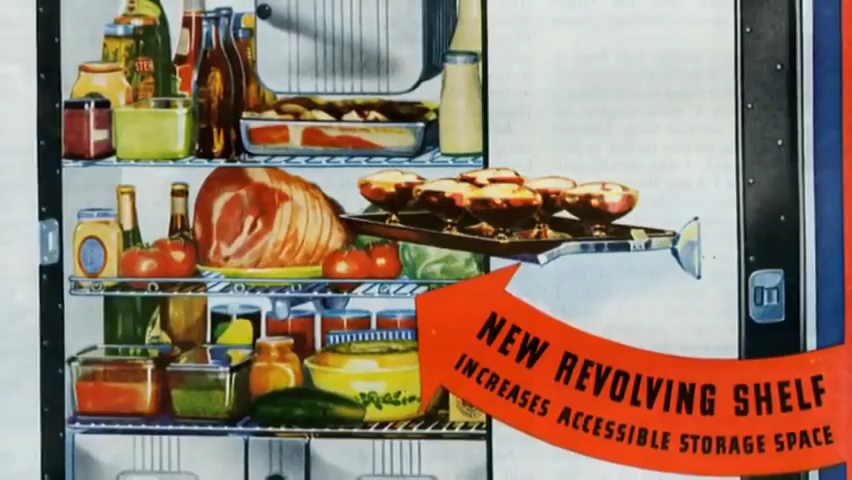 NEW REVOLVING SHELF
INCREASES ACCESSIBLE STORAGE SPACE